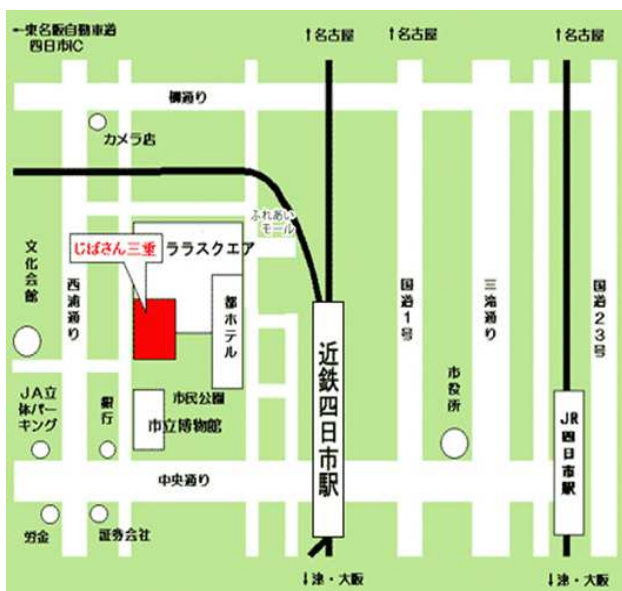 ←東名阪自動車道
四日市IC
↑名古屋
↑名古屋
↑名古屋
柳通り
カメラ店
ふれあい
モール
じばさん三重
ララスクエア
文化会館
西浦通り
都ホテル
近鉄四日市駅
国道1号
三滝通り
国道23号
JA立
体パー
キング
銀行
市民公園
市立博物館
市役所
JR四日市駅
中央通り
労金
証券会社
↓津・大阪
↓津・大阪